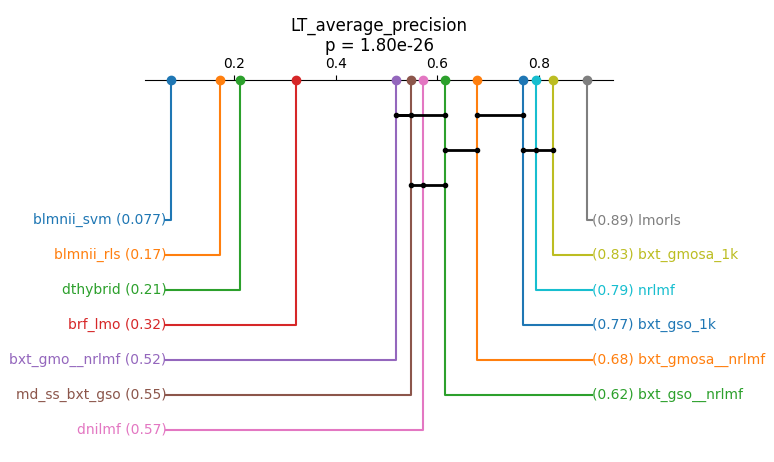 LT_average_precision
p = 1.80e-26
0.2 0.4 0.6 0.8
blmnii_svm (0.077) (0.89) lmorls
blmnii_rls (0.17) (0.83) bxt_gmosa_1k
dthybrid (0.21) (0.79) nrlmf
brf_lmo (0.32) (0.77) bxt_gso_1k
bxt_gmo__nrlmf (0.52) (0.68) bxt_gmosa__nrlmf
md_ss_bxt_gso (0.55) (0.62) bxt_gso__nrlmf
dnilmf (0.57)